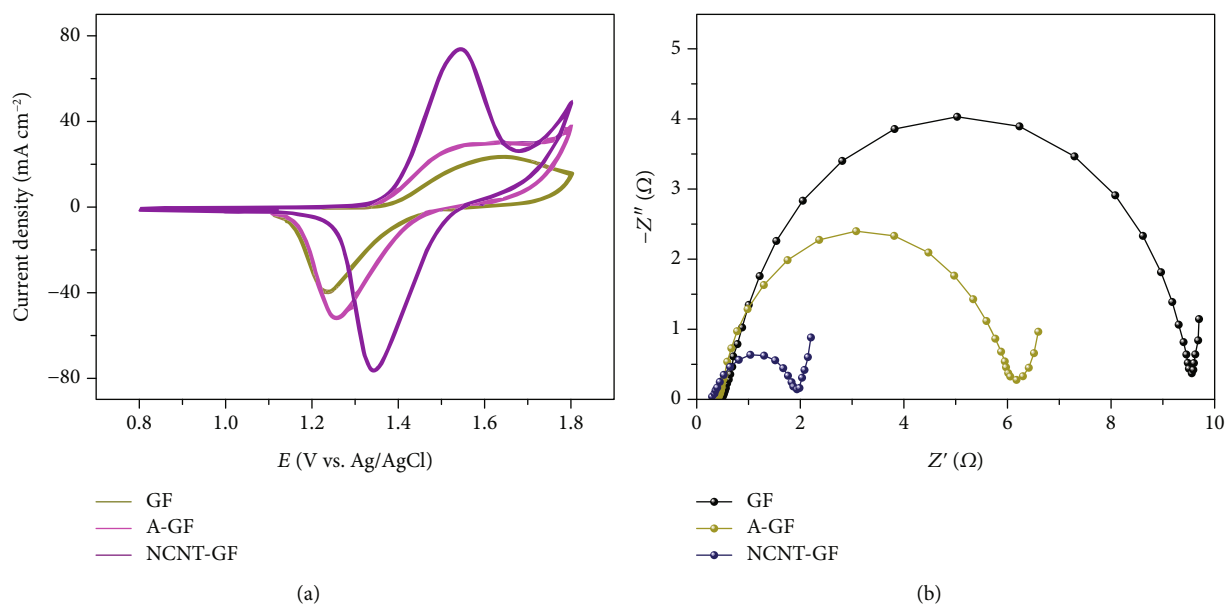 80
40
0
−40
−80
Current density (mA cm⁻²)
0.8 1.0 1.2 1.4 1.6 1.8
E (V vs. Ag/AgCl)
GF
A-GF
NCNT-GF
(a)
5
4
3
2
1
0
−Z″ (Ω)
0 2 4 6 8 10
Z′ (Ω)
GF
A-GF
NCNT-GF
(b)